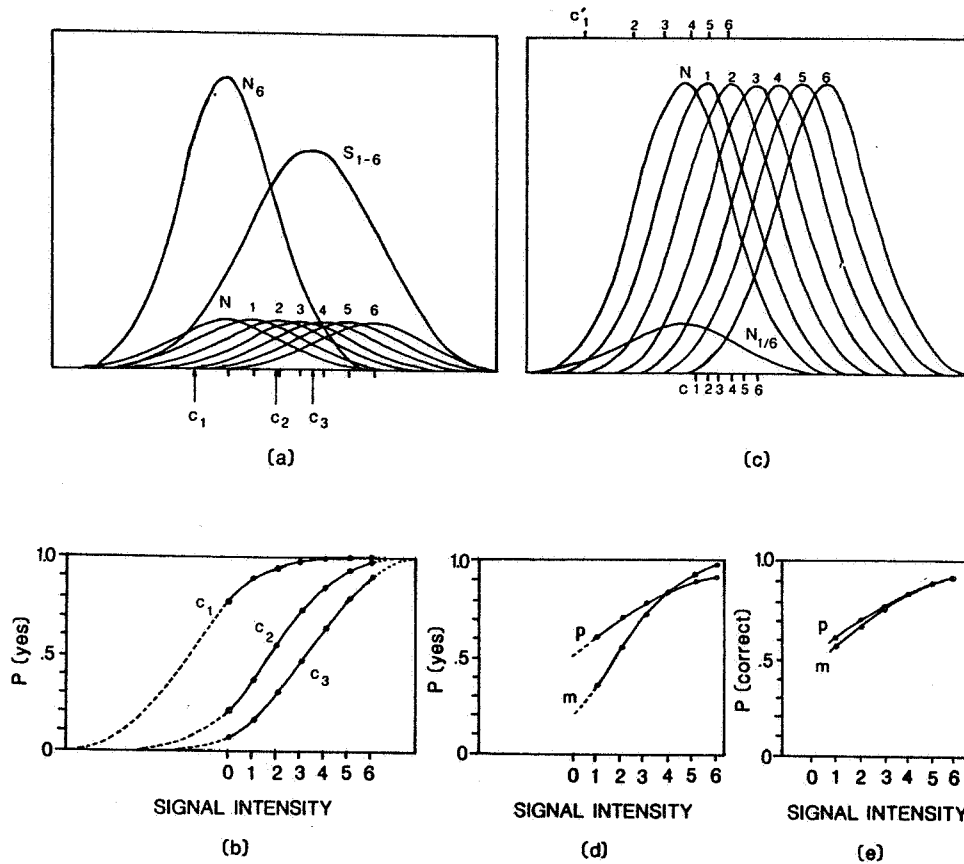 N6
S1-6
N 1 2 3 4 5 6
c1 c2 c3
(a)
c'1 2 3 4 5 6
N 1 2 3 4 5 6
N1/6
c 1 2 3 4 5 6
(c)
1.0
.5
0
P (yes)
c1
c2
c3
0 1 2 3 4 5 6
SIGNAL INTENSITY
(b)
1.0
.5
0
P (yes)
p
m
0 1 2 3 4 5 6
SIGNAL INTENSITY
(d)
1.0
.5
0
P (correct)
p
m
0 1 2 3 4 5 6
SIGNAL INTENSITY
(e)